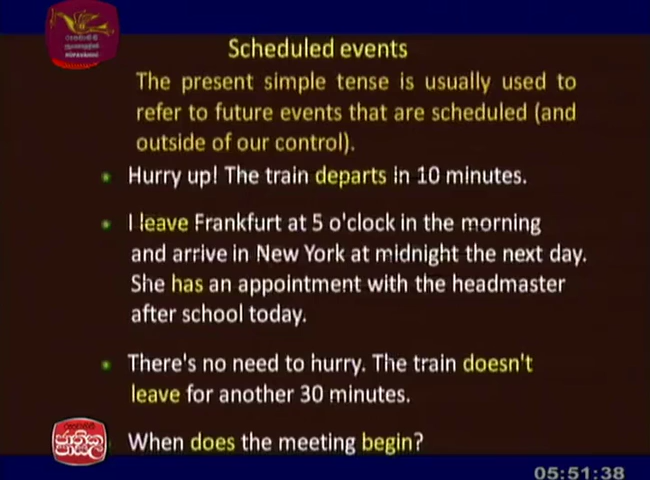 Scheduled events
The present simple tense is usually used to
refer to future events that are scheduled (and
outside of our control).
Hurry up! The train departs in 10 minutes.
I leave Frankfurt at 5 o'clock in the morning
and arrive in New York at midnight the next day.
She has an appointment with the headmaster
after school today.
There's no need to hurry. The train doesn't
leave for another 30 minutes.
When does the meeting begin?
05:51:38